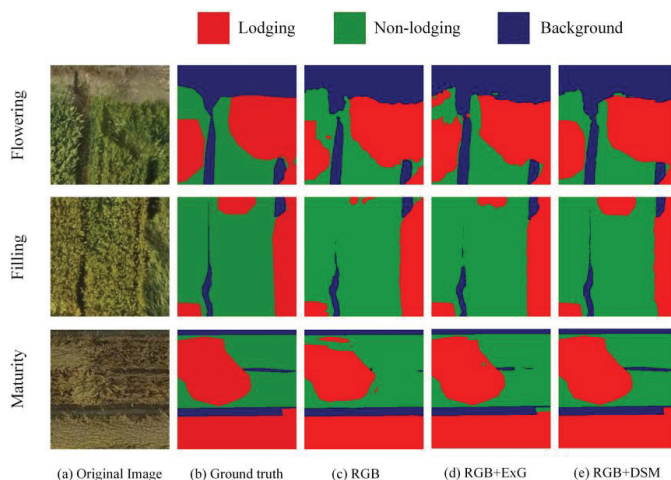 Lodging Non-lodging Background
Flowering
Filling
Maturity
(a) Original Image (b) Ground truth (c) RGB (d) RGB+ExG (e) RGB+DSM